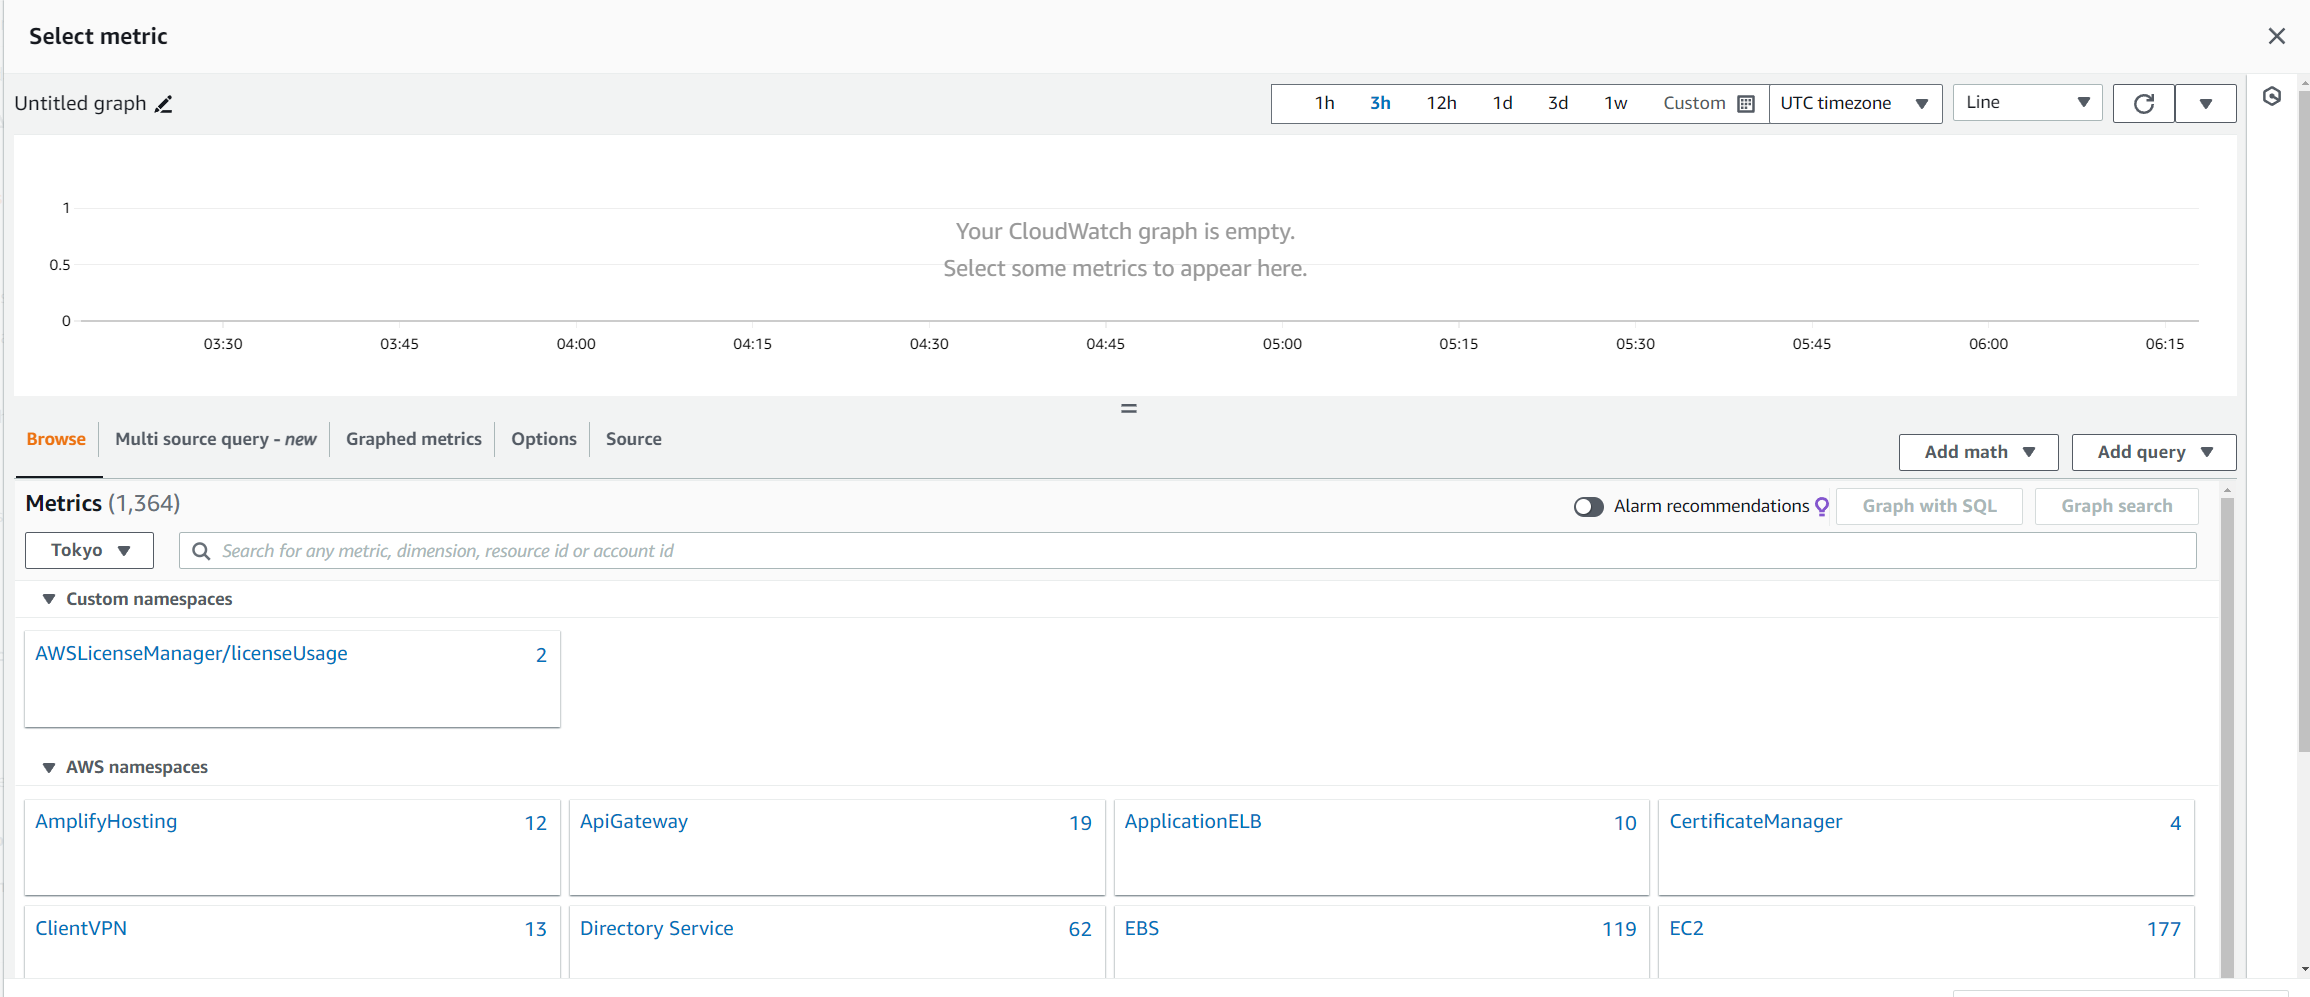 Select metric
Untitled graph
1h 3h 12h 1d 3d 1w Custom UTC timezone Line
1
Your CloudWatch graph is empty.
0.5
Select some metrics to appear here.
0
03:30 03:45 04:00 04:15 04:30 04:45 05:00 05:15 05:30 05:45 06:00 06:15
Browse Multi source query - new Graphed metrics Options Source
Add math Add query
Metrics (1,364)
Alarm recommendations Graph with SQL Graph search
Tokyo Search for any metric, dimension, resource id or account id
Custom namespaces
AWSLicenseManager/licenseUsage 2
AWS namespaces
AmplifyHosting 12 ApiGateway 19 ApplicationELB 10 CertificateManager 4
ClientVPN 13 Directory Service 62 EBS 119 EC2 177